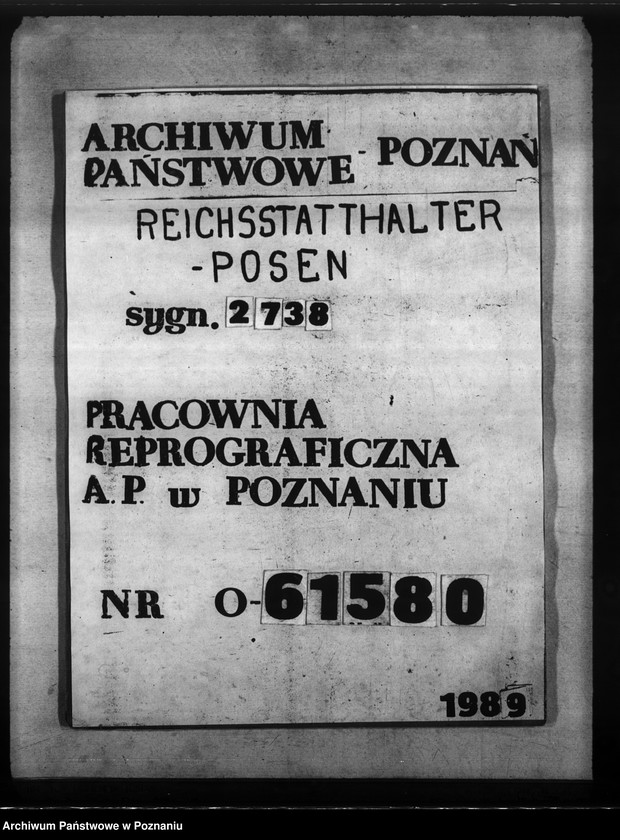 ARCHIWUM
PAŃSTWOWE - POZNAŃ
REICHSSTATTHALTER
-POSEN
sygn. 2738
PRACOWNIA
REPROGRAFICZNA
A.P. w POZNANIU
NR O-61580
1989
Archiwum Państwowe w Poznaniu